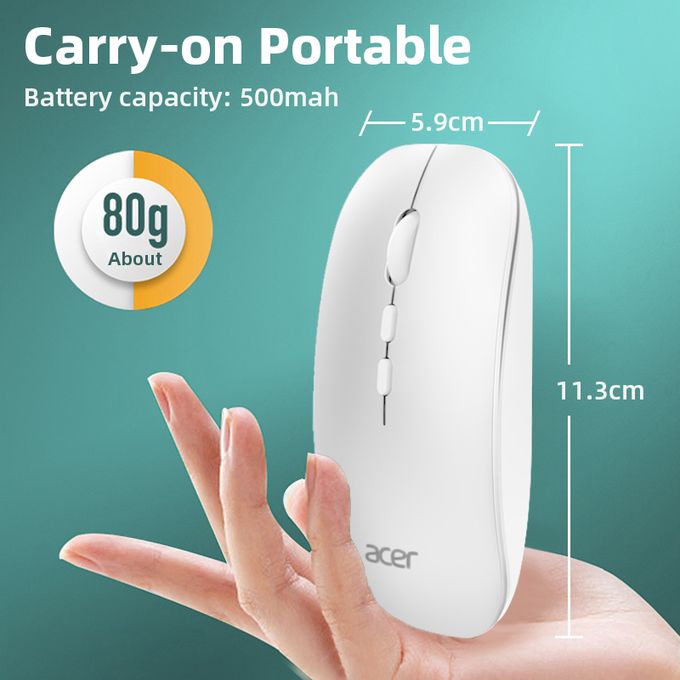 Carry-on Portable
Battery capacity: 500mah
5.9cm
80g
About
11.3cm
acer